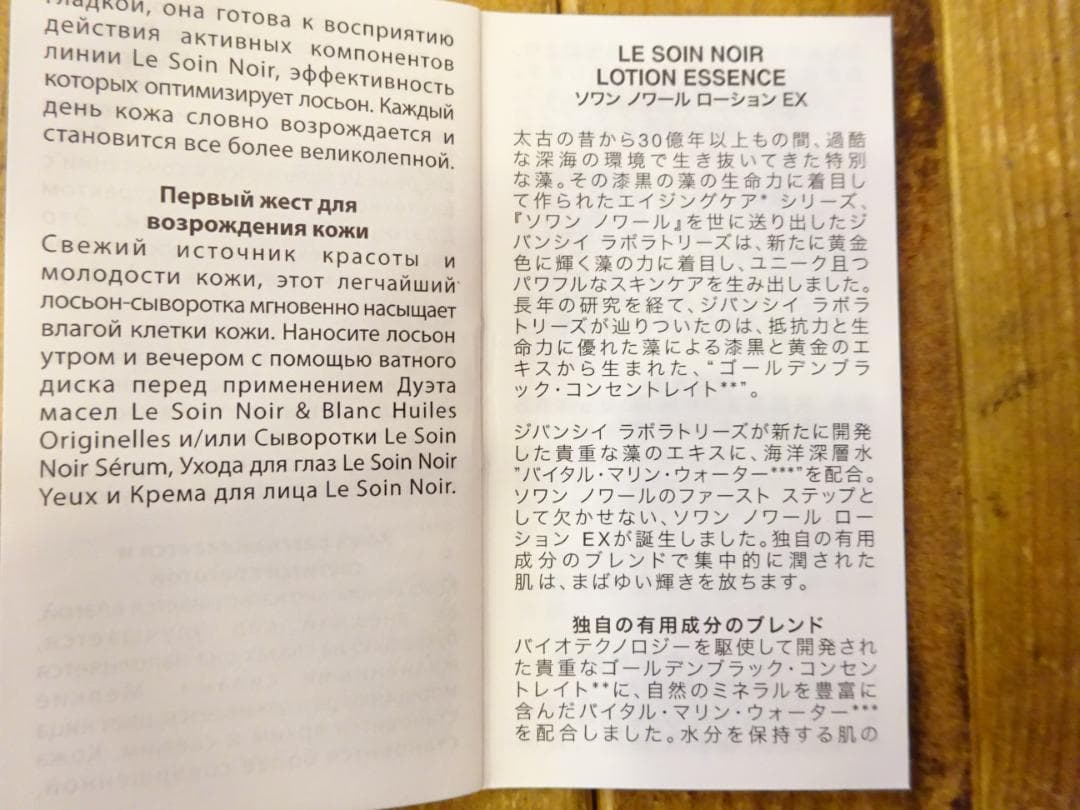 гладкой, она готова к восприятию
действия активных компонентов
линии Le Soin Noir, эффективность
которых оптимизирует лосьон. Каждый
день кожа словно возрождается и
становится все более великолепной.
Первый жест для
возрождения кожи
Свежий источник красоты и
молодости кожи, этот легчайший
лосьон-сыворотка мгновенно насыщает
влагой клетки кожи. Наносите лосьон
утром и вечером с помощью ватного
диска перед применением Дуэта
масел Le Soin Noir & Blanc Huiles
Originelles и/или Сыворотки Le Soin
Noir Sérum, Ухода для глаз Le Soin Noir
Yeux и Крема для лица Le Soin Noir.
LE SOIN NOIR
LOTION ESSENCE
ソワン ノワール ローション EX
太古の昔から30億年以上もの間、過酷
な深海の環境で生き抜いてきた特別
な藻。その漆黒の藻の生命力に着目し
て作られたエイジングケア* シリーズ、
『ソワン ノワール』を世に送り出したジ
バンシイ ラボラトリーズは、新たに黄金
色に輝く藻の力に着目し、ユニーク且つ
パワフルなスキンケアを生み出しました。
長年の研究を経て、ジバンシイ ラボラ
トリーズが辿りついたのは、抵抗力と生
命力に優れた藻による漆黒と黄金のエ
キスから生まれた、“ゴールデンブラ
ック・コンセントレイト**”。
ジバンシイ ラボラトリーズが新たに開発
した貴重な藻のエキスに、海洋深層水
”バイタル・マリン・ウォーター***”を配合。
ソワン ノワールのファースト ステップと
して欠かせない、ソワン ノワール ロー
ション EXが誕生しました。独自の有用
成分のブレンドで集中的に潤された
肌は、まばゆい輝きを放ちます。
独自の有用成分のブレンド
バイオテクノロジーを駆使して開発され
た貴重なゴールデンブラック・コンセン
トレイト**に、自然のミネラルを豊富に
含んだバイタル・マリン・ウォーター***
を配合しました。水分を保持する肌の